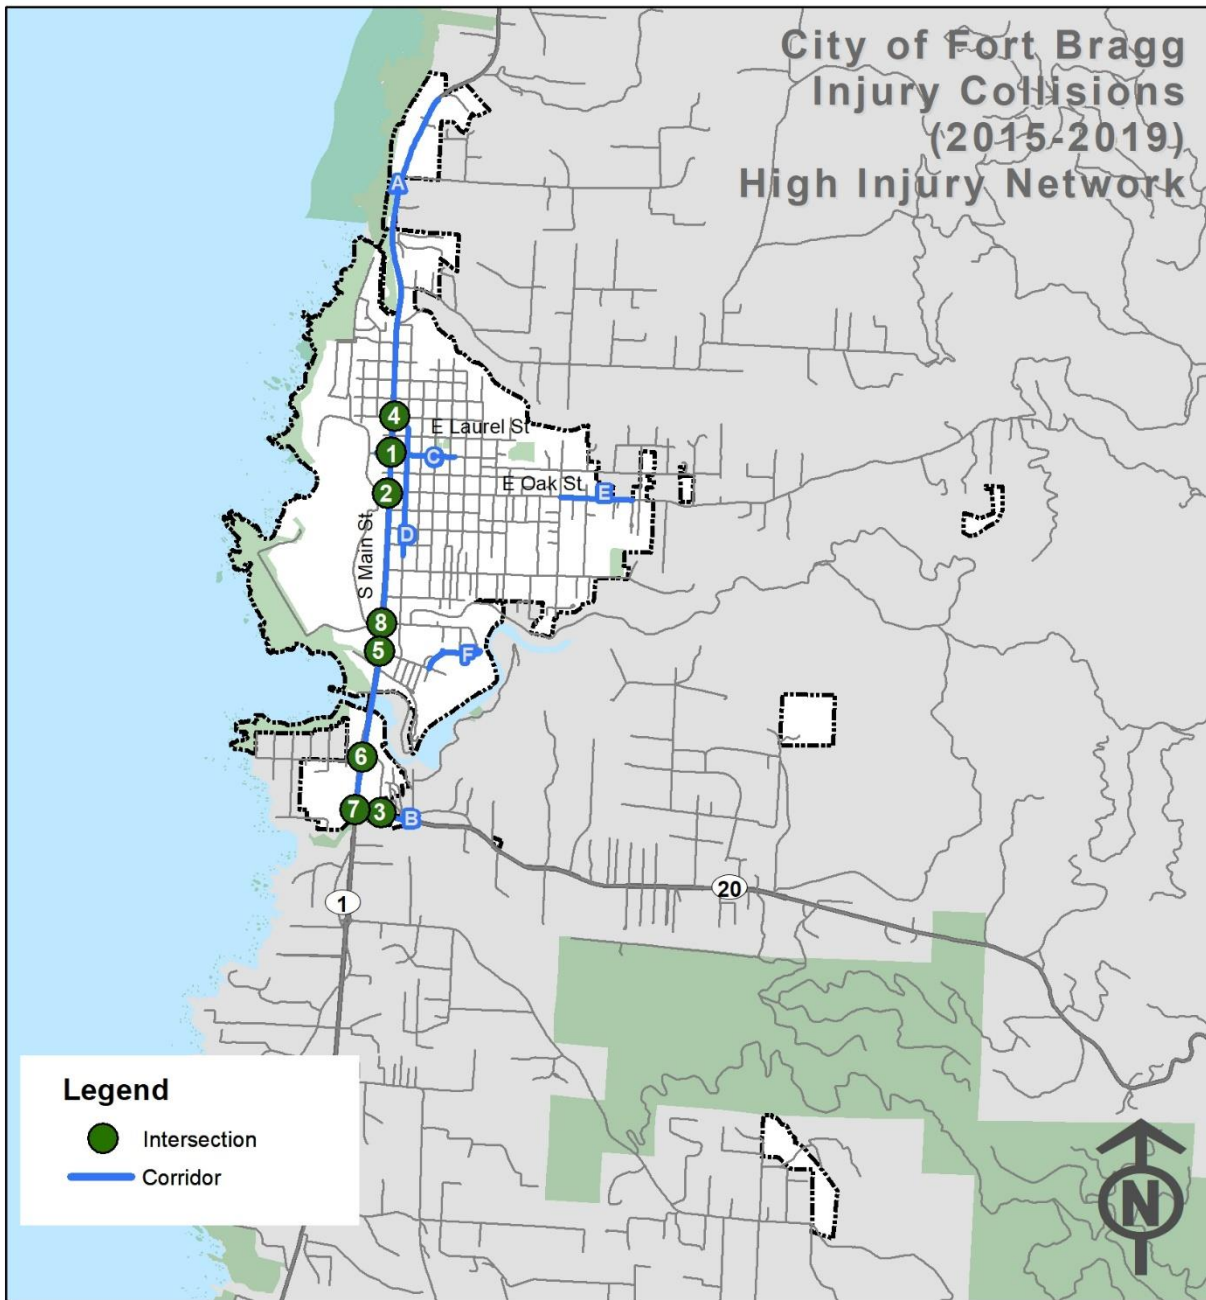 City of Fort Bragg
Injury Collisions
(2015-2019)
High Injury Network
A
4
E Laurel St
1
C
2
E Oak St
E
D
S Main St
8
5
F
6
7
3
B
20
1
Legend
Intersection
Corridor
N